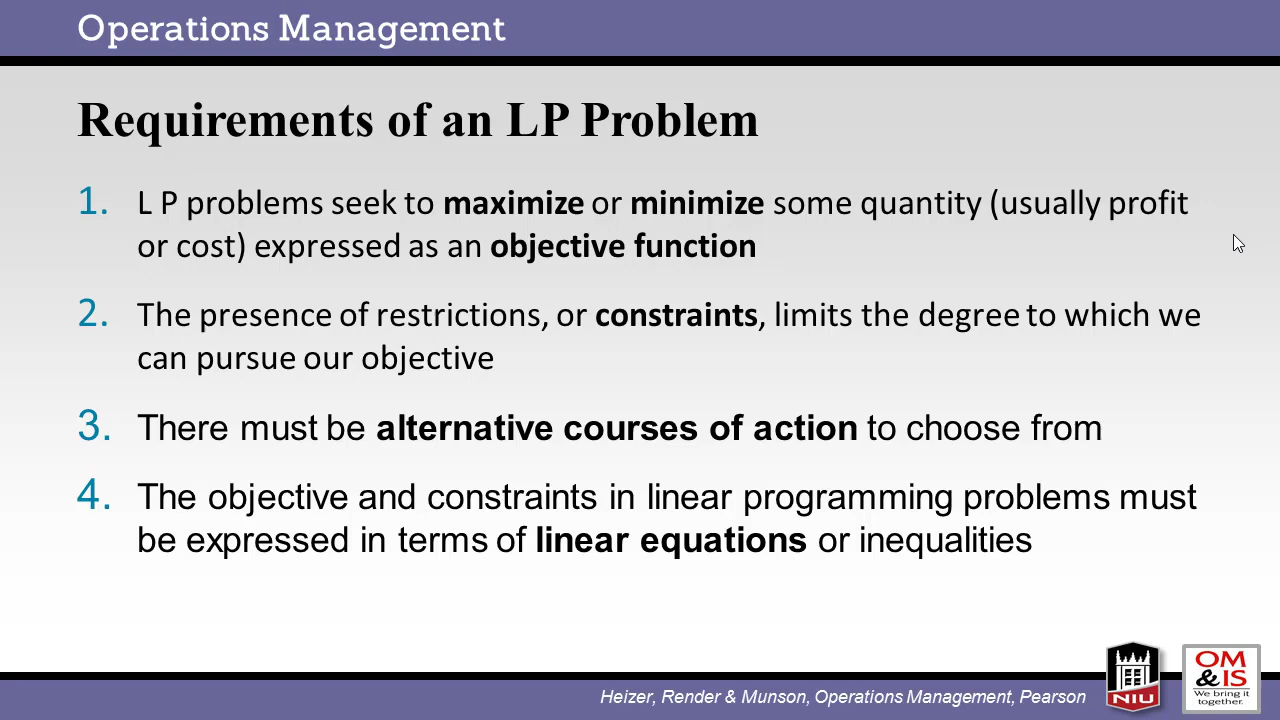 Operations Management
Requirements of an LP Problem
1. L P problems seek to maximize or minimize some quantity (usually profit
or cost) expressed as an objective function
2. The presence of restrictions, or constraints, limits the degree to which we
can pursue our objective
3. There must be alternative courses of action to choose from
4. The objective and constraints in linear programming problems must
be expressed in terms of linear equations or inequalities
Heizer, Render & Munson, Operations Management, Pearson
NIU
OM
&IS
We bring it
together.